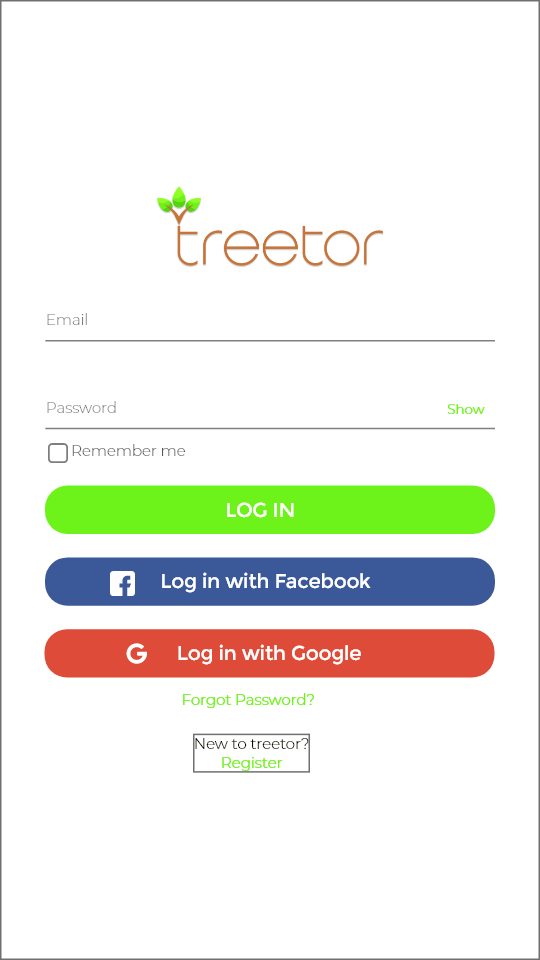 treetor
Email
Password
Show
Remember me
LOG IN
Log in with Facebook
G Log in with Google
Forgot Password?
New to treetor?
Register